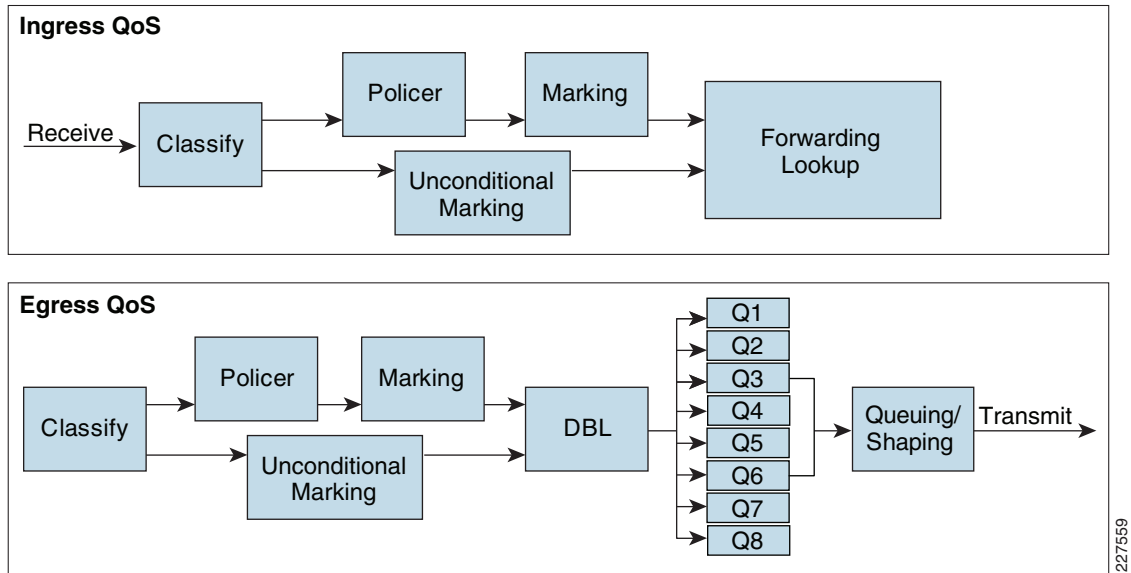 Ingress QoS
Receive
Classify
Policer
Marking
Unconditional
Marking
Forwarding
Lookup
Egress QoS
Classify
Policer
Marking
Unconditional
Marking
DBL
Q1
Q2
Q3
Q4
Q5
Q6
Q7
Q8
Queuing/
Shaping
Transmit
227559